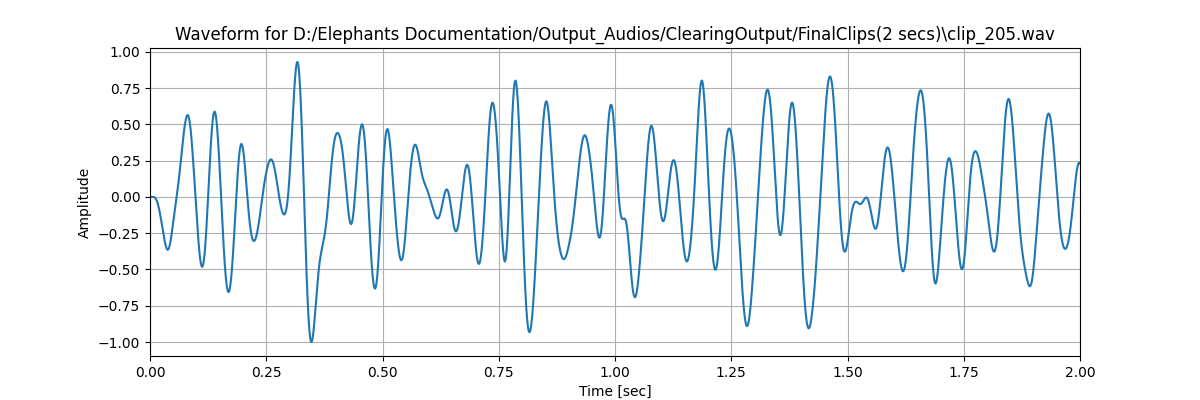 Waveform for D:/Elephants Documentation/Output_Audios/ClearingOutput/FinalClips(2 secs)\clip_205.wav
1.00
0.75
0.50
0.25
0.00
−0.25
−0.50
−0.75
−1.00
Amplitude
0.00 0.25 0.50 0.75 1.00 1.25 1.50 1.75 2.00
Time [sec]